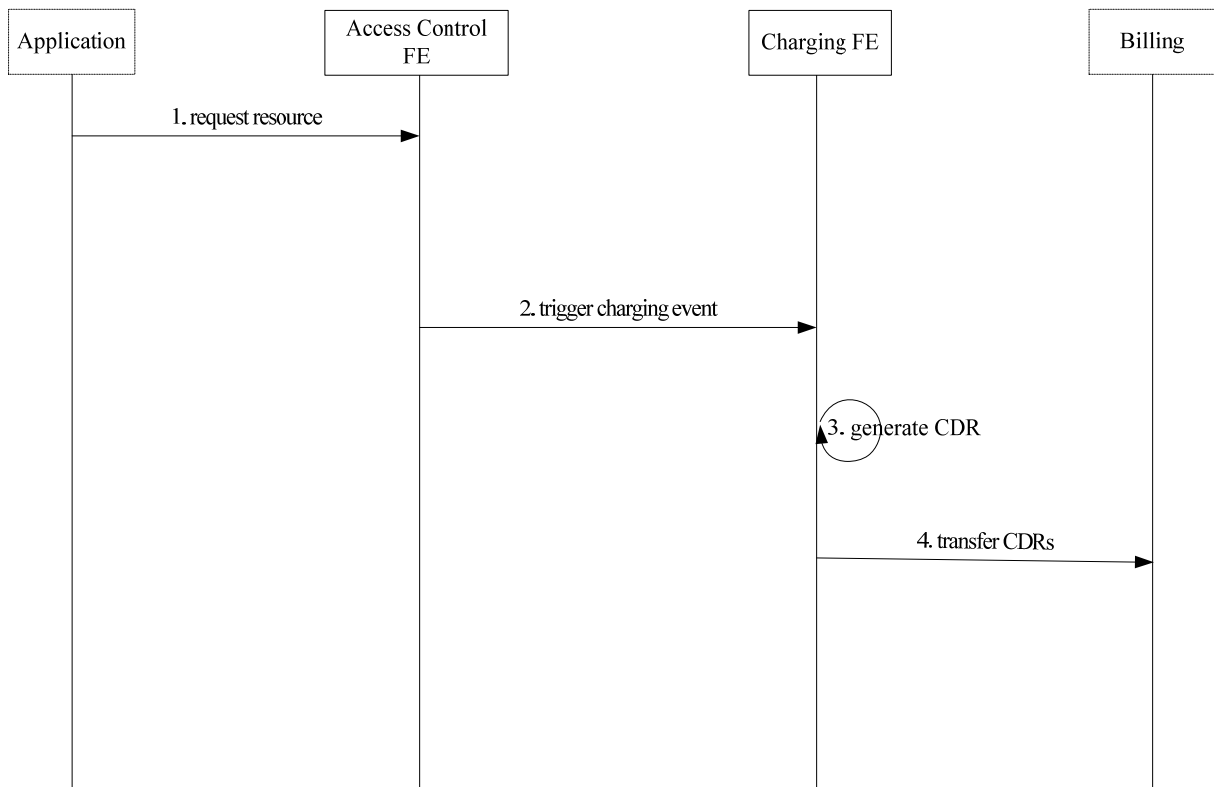 Application
Access Control
FE
Charging FE
Billing
1. request resource
2. trigger charging event
3. generate CDR
4. transfer CDRs